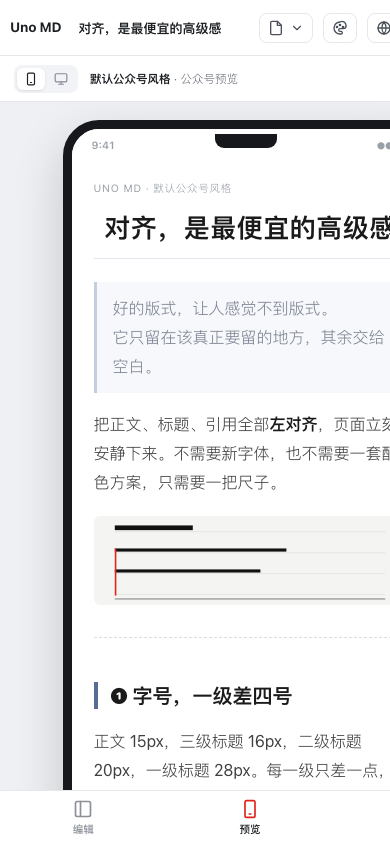 Uno MD 对齐，是最便宜的高级感
默认公众号风格 · 公众号预览
9:41
UNO MD · 默认公众号风格
对齐，是最便宜的高级感
好的版式，让人感觉不到版式。
它只留在该真正要留的地方，其余交给
空白。
把正文、标题、引用全部左对齐，页面立刻
安静下来。不需要新字体，也不需要一套配
色方案，只需要一把尺子。
❶ 字号，一级差四号
正文 15px，三级标题 16px，二级标题
20px，一级标题 28px。每一级只差一点，
编辑 预览